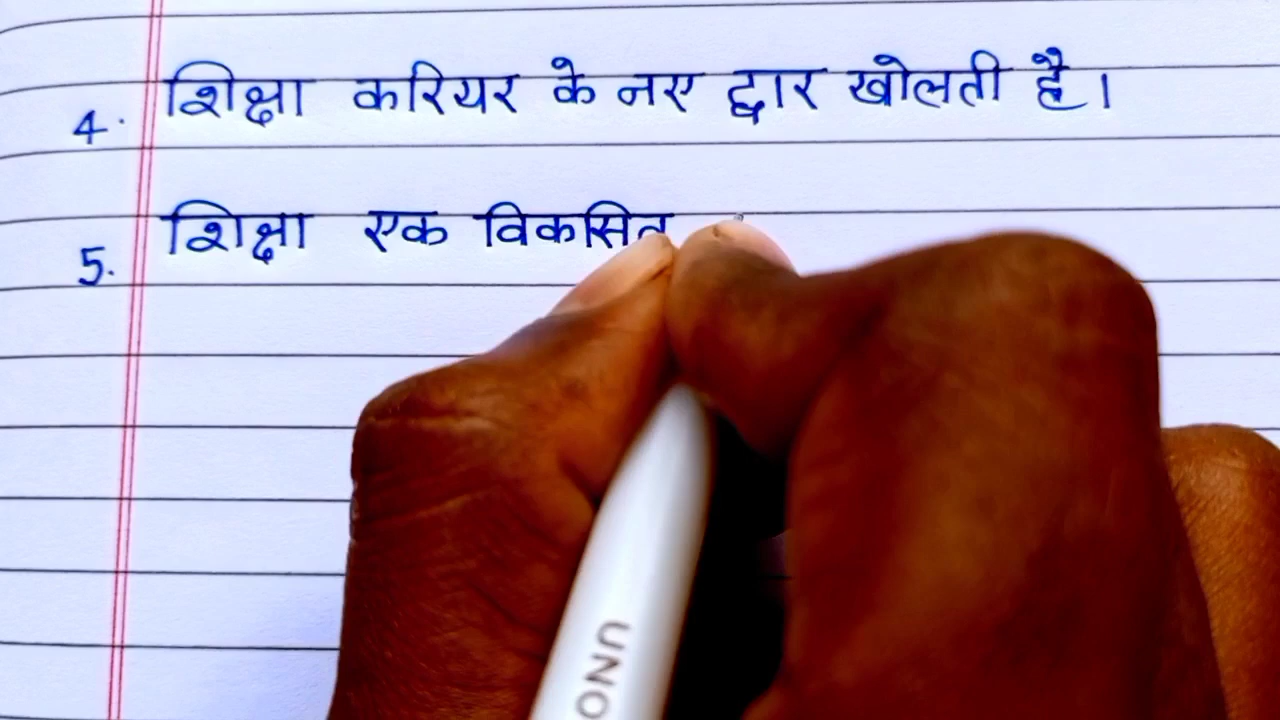 4. शिक्षा करियर के नए द्वार खोलती है।
5. शिक्षा एक विकसित
UNO